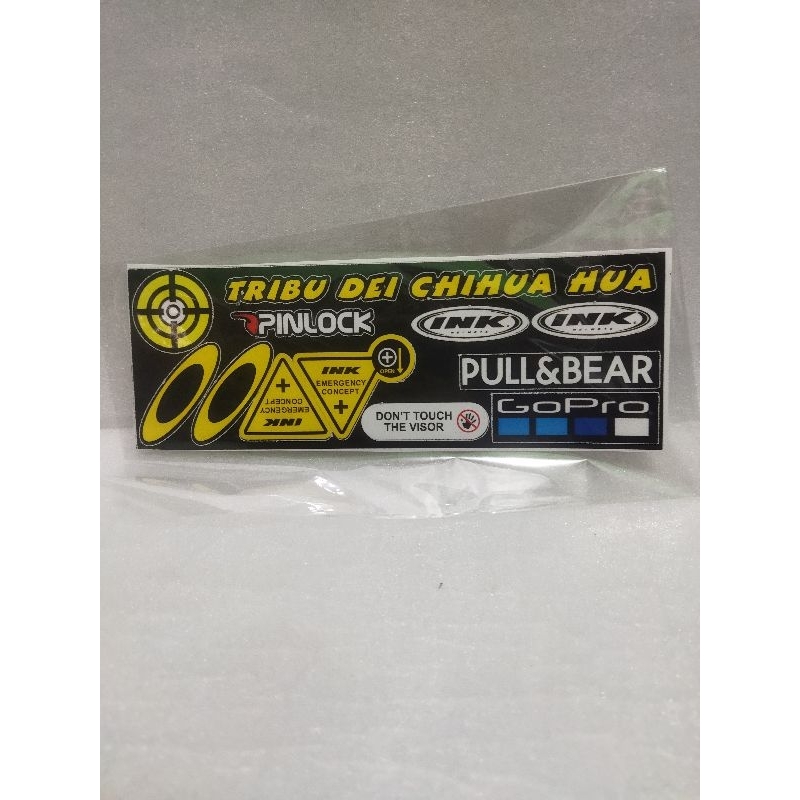 TRIBU DEI CHIHUA HUA
PINLOCK
INK
INK
PULL&BEAR
OPEN
INK
EMERGENCY
CONCEPT
EMERGENCY
CONCEPT
INK
DON'T TOUCH
THE VISOR
GoPro